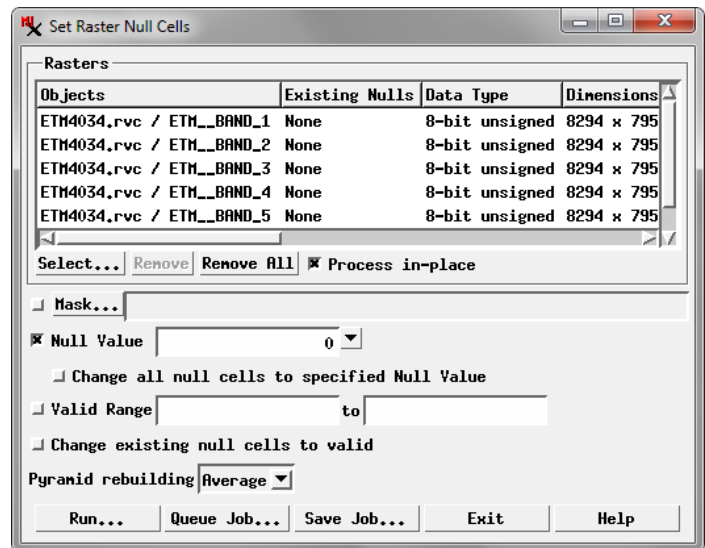 Set Raster Null Cells
Rasters
Objects Existing Nulls Data Type Dimensions
ETM4034.rvc / ETM__BAND_1 None 8-bit unsigned 8294 x 795
ETM4034.rvc / ETM__BAND_2 None 8-bit unsigned 8294 x 795
ETM4034.rvc / ETM__BAND_3 None 8-bit unsigned 8294 x 795
ETM4034.rvc / ETM__BAND_4 None 8-bit unsigned 8294 x 795
ETM4034.rvc / ETM__BAND_5 None 8-bit unsigned 8294 x 795
Select... Remove Remove All Process in-place
Mask...
Null Value 0
Change all null cells to specified Null Value
Valid Range to
Change existing null cells to valid
Pyramid rebuilding Average
Run... Queue Job... Save Job... Exit Help